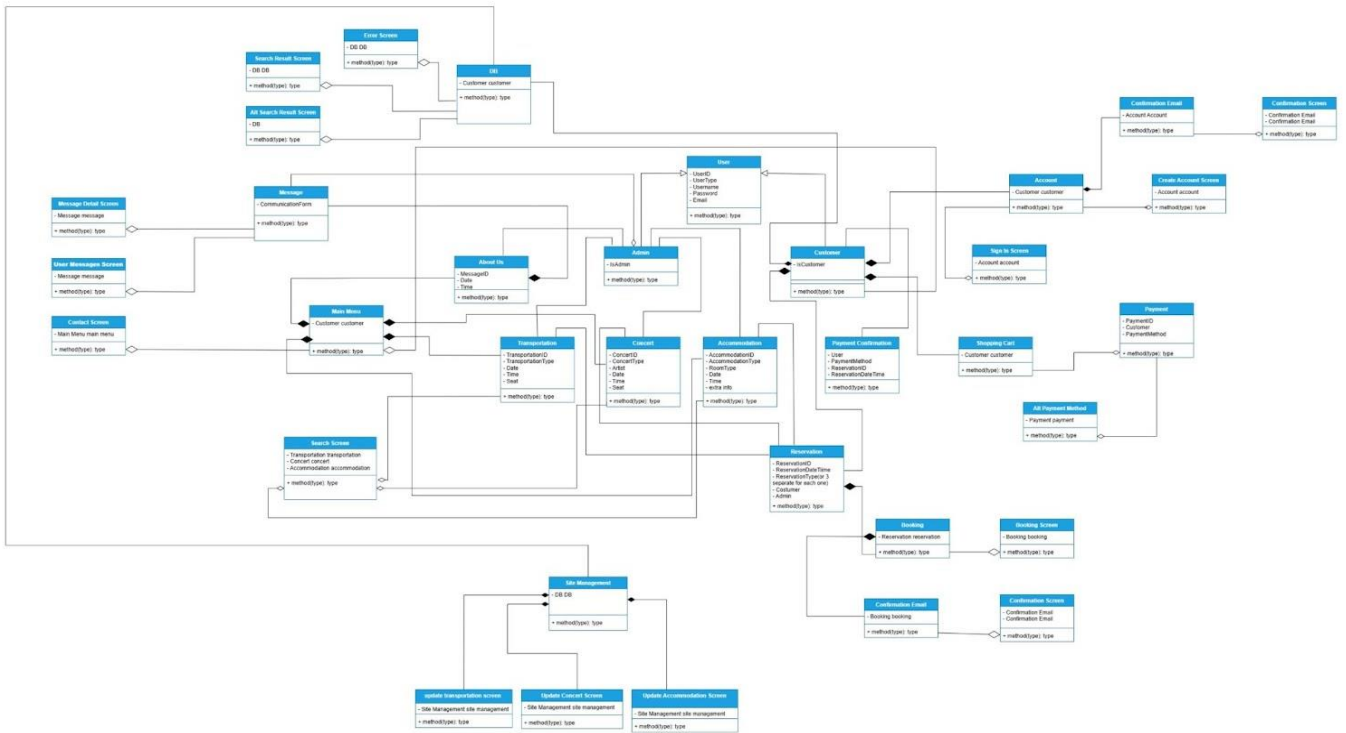 Error Screen
- DB:DB
+ method(type): type
Search Result Screen
- DB:DB
+ method(type): type
DB
- Customer customer
+ method(type): type
Alt Search Result Screen
- DB
+ method(type): type
Confirmation Email
- Account Account
+ method(type): type
Confirmation Screen
- Confirmation Email
- Confirmation Email
+ method(type): type
User
- UserID
- UserType
- Username
- Password
- Email
+ method(type): type
Message
- CommunicationForm
+ method(type): type
Message Detail Screen
- Message message
+ method(type): type
Account
- Customer customer
+ method(type): type
Create Account Screen
- Account account
+ method(type): type
User Messages Screen
- Message message
+ method(type): type
About Us
- MessageID
- Date
- Time
+ method(type): type
Admin
- isAdmin
+ method(type): type
Customer
- isCustomer
+ method(type): type
Sign In Screen
- Account account
+ method(type): type
Contact Screen
- Main Menu main menu
+ method(type): type
Main Menu
- Customer customer
+ method(type): type
Transportation
- TransportationID
- TransportationType
- Date
- Time
- Seat
+ method(type): type
Concert
- ConcertID
- ConcertType
- Artist
- Date
- Time
- Seat
+ method(type): type
Accommodation
- AccommodationID
- AccommodationType
- RoomType
- Date
- Time
- extra info
+ method(type): type
Payment Confirmation
- User
- PaymentMethod
- ReservationID
- ReservationDateTime
+ method(type): type
Shopping Cart
- Customer customer
+ method(type): type
Payment
- PaymentID
- Customer
- PaymentMethod
+ method(type): type
Alt Payment Method
- Payment payment
+ method(type): type
Search Screen
- Transportation transportation
- Concert concert
- Accommodation accommodation
+ method(type): type
Reservation
- ReservationID
- ReservationDateTime
- ReservationType(or 3
separate for each one)
- Costumer
- Admin
+ method(type): type
Booking
- Reservation reservation
+ method(type): type
Booking Screen
- Booking booking
+ method(type): type
Site Management
- DB:DB
+ method(type): type
Confirmation Email
- Booking booking
+ method(type): type
Confirmation Screen
- Confirmation Email
- Confirmation Email
+ method(type): type
update transportation screen
- Site Management site management
+ method(type): type
Update Concert Screen
- Site Management site management
+ method(type): type
Update Accommodation Screen
- Site Management site management
+ method(type): type